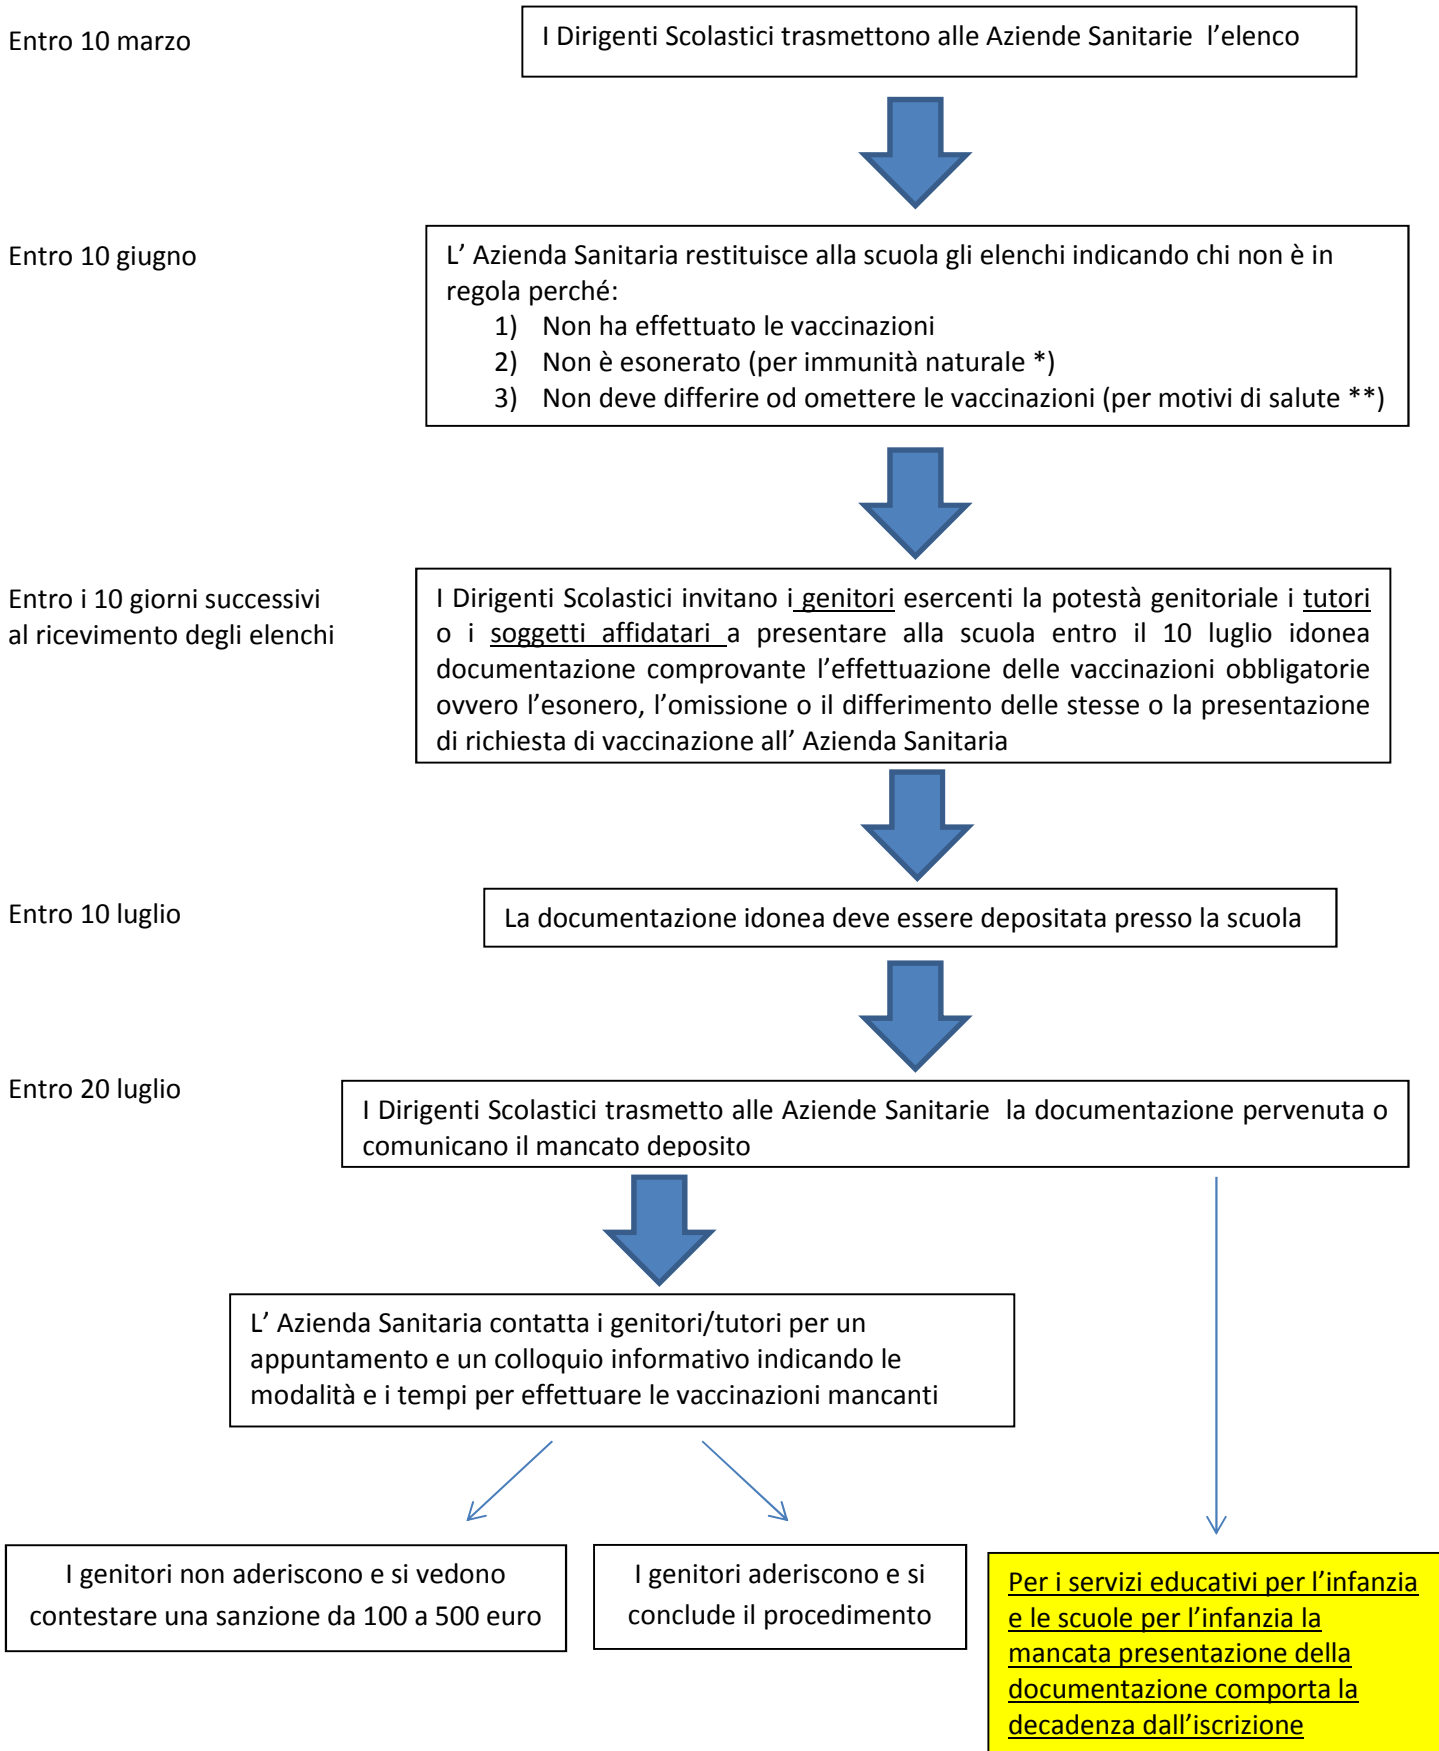 Entro 10 marzo
I Dirigenti Scolastici trasmettono alle Aziende Sanitarie  l'elenco
Entro 10 giugno
L’ Azienda Sanitaria restituisce alla scuola gli elenchi indicando chi non è in
regola perché:
1) Non ha effettuato le vaccinazioni
2) Non è esonerato (per immunità naturale *)
3) Non deve differire od omettere le vaccinazioni (per motivi di salute **)
Entro i 10 giorni successivi
al ricevimento degli elenchi
I Dirigenti Scolastici invitano i genitori esercenti la potestà genitoriale i tutori
o i soggetti affidatari a presentare alla scuola entro il 10 luglio idonea
documentazione comprovante l’effettuazione delle vaccinazioni obbligatorie
ovvero l’esonero, l’omissione o il differimento delle stesse o la presentazione
di richiesta di vaccinazione all’ Azienda Sanitaria
Entro 10 luglio
La documentazione idonea deve essere depositata presso la scuola
Entro 20 luglio
I Dirigenti Scolastici trasmetto alle Aziende Sanitarie  la documentazione pervenuta o
comunicano il mancato deposito
L’ Azienda Sanitaria contatta i genitori/tutori per un
appuntamento e un colloquio informativo indicando le
modalità e i tempi per effettuare le vaccinazioni mancanti
I genitori non aderiscono e si vedono
contestare una sanzione da 100 a 500 euro
I genitori aderiscono e si
conclude il procedimento
Per i servizi educativi per l’infanzia
e le scuole per l’infanzia la
mancata presentazione della
documentazione comporta la
decadenza dall’iscrizione